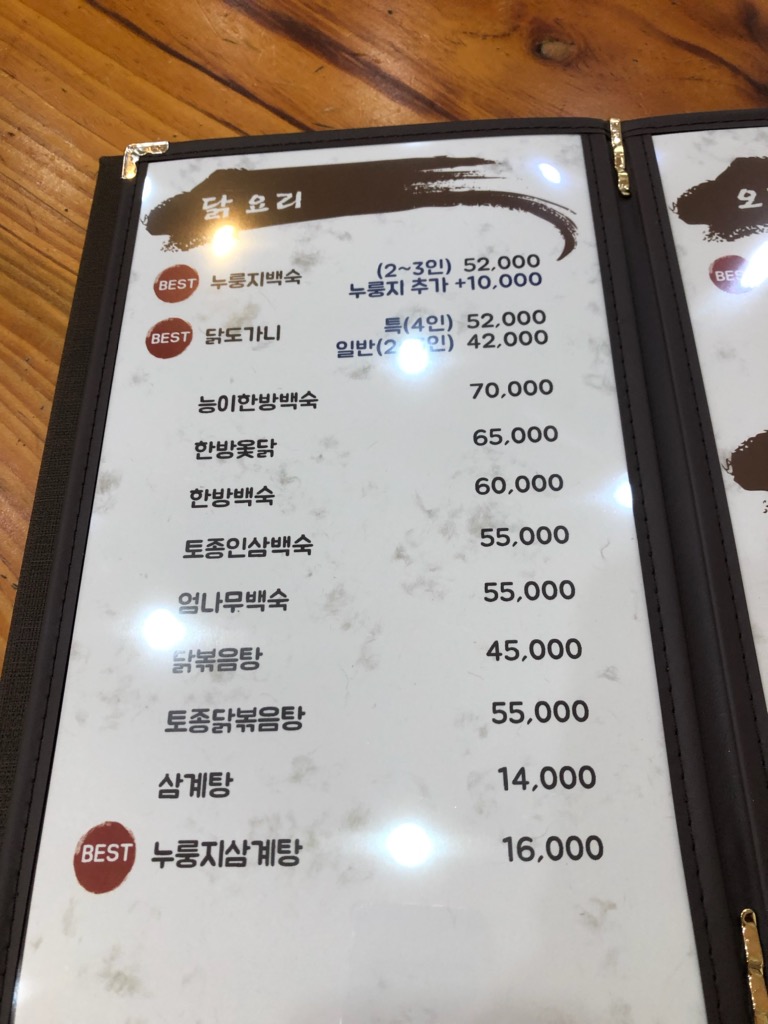 닭 요리
BEST 누룽지백숙 (2~3인) 52,000
누룽지 추가 +10,000
BEST 닭도가니 특(4인) 52,000
일반(2 인) 42,000
능이한방백숙 70,000
한방옻닭 65,000
한방백숙 60,000
토종인삼백숙 55,000
엄나무백숙 55,000
닭볶음탕 45,000
토종닭볶음탕 55,000
삼계탕 14,000
BEST 누룽지삼계탕 16,000
오